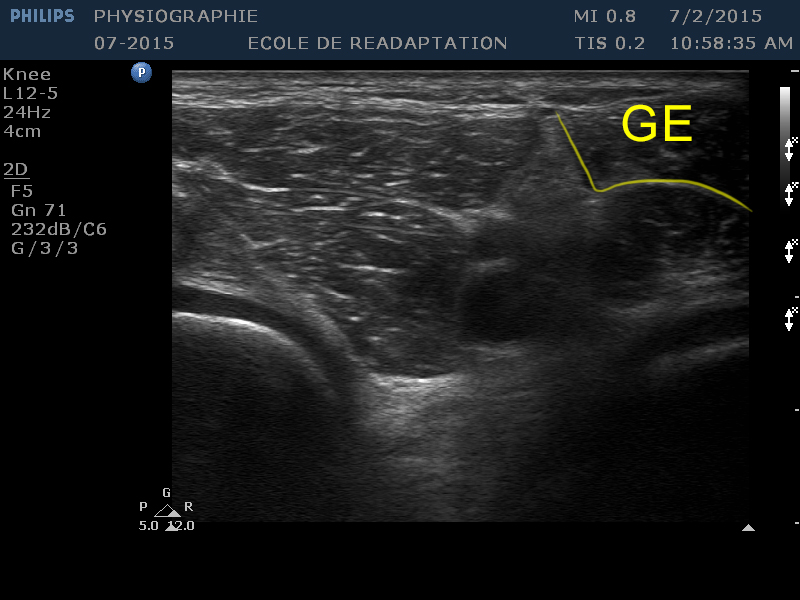 PHILIPS PHYSIOGRAPHIE MI 0.8 7/2/2015
07-2015 ECOLE DE READAPTATION TIS 0.2 10:58:35 AM
Knee
L12-5
24Hz
4cm
2D
F5
Gn 71
232dB/C6
G/3/3
P
GE
G
P R
5.0 12.0